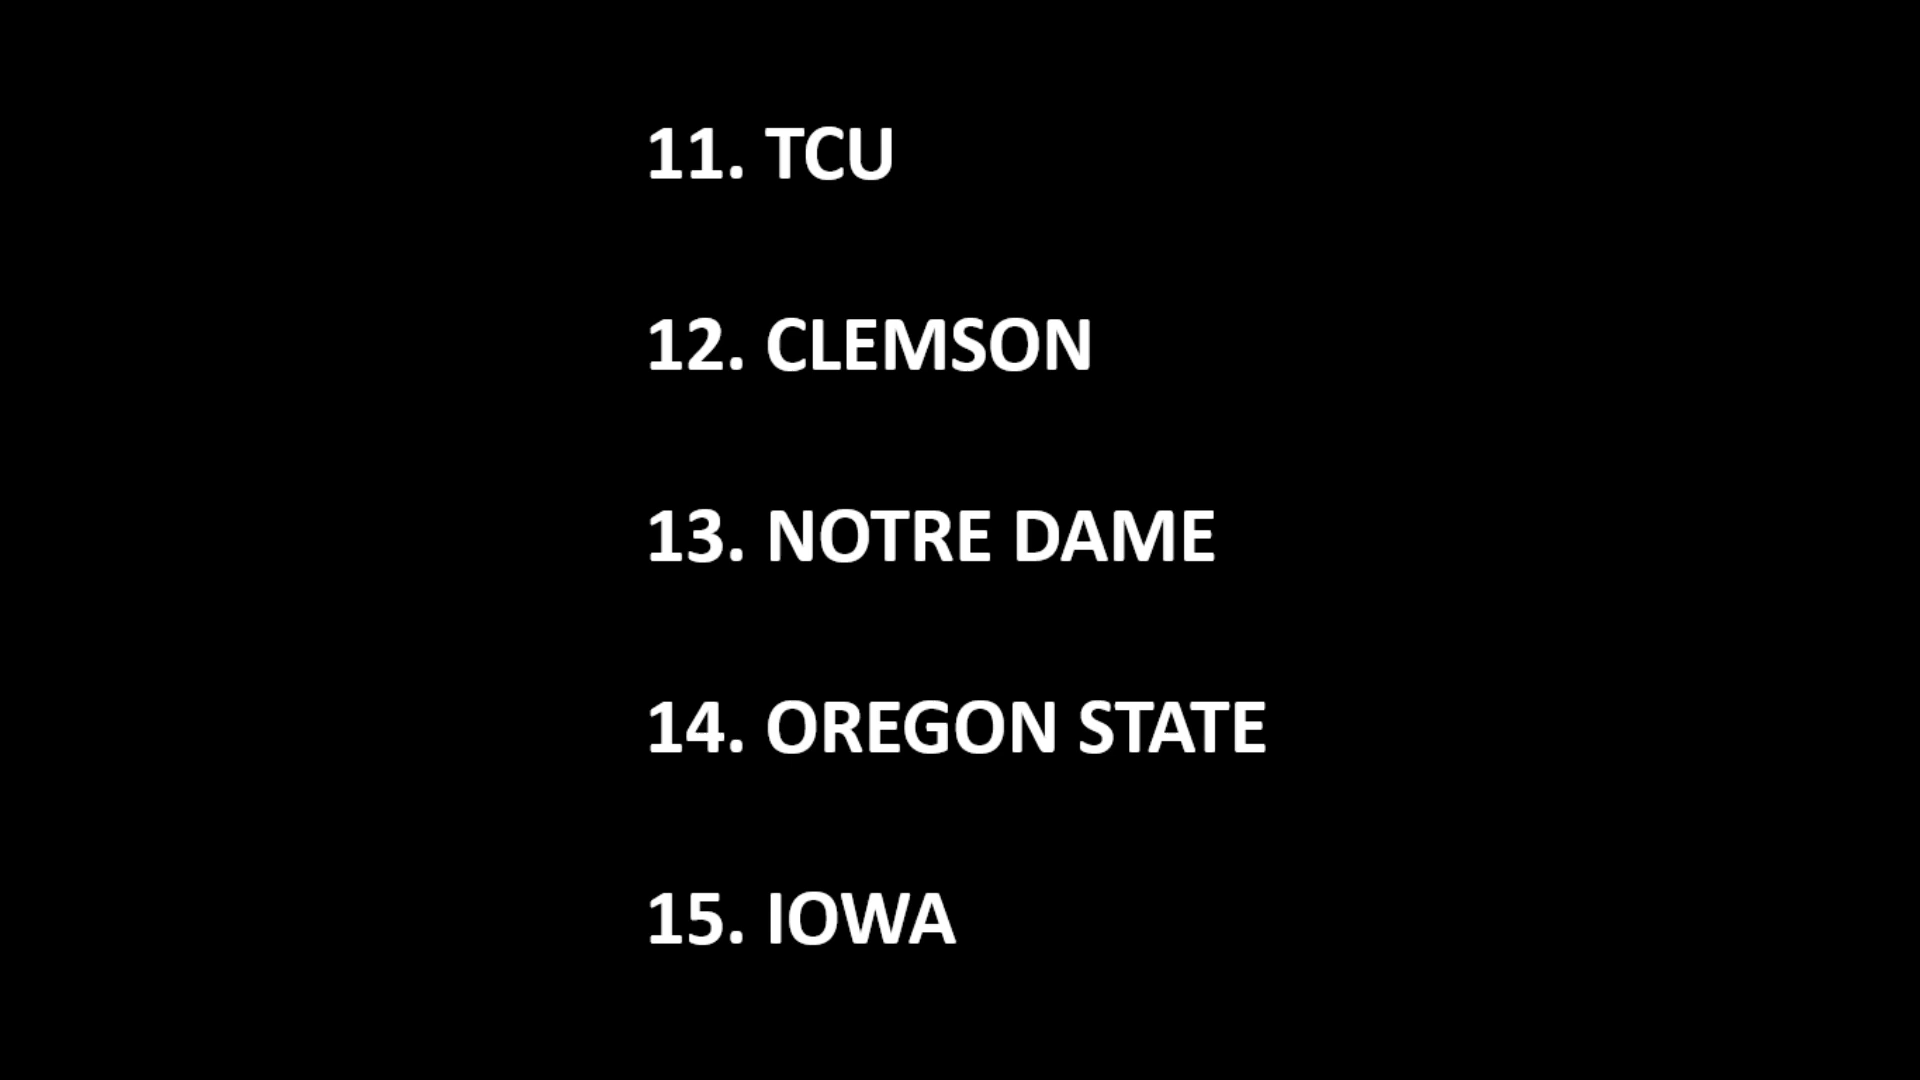 11. TCU
12. CLEMSON
13. NOTRE DAME
14. OREGON STATE
15. IOWA